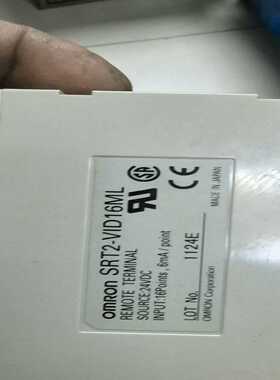 omron SRT2-VID16ML
REMOTE TERMINAL
SOURCE:24VDC
INPUT:16Points , 6mA / point
LOT No. 1124E
OMRON Corporation
MADE IN JAPAN